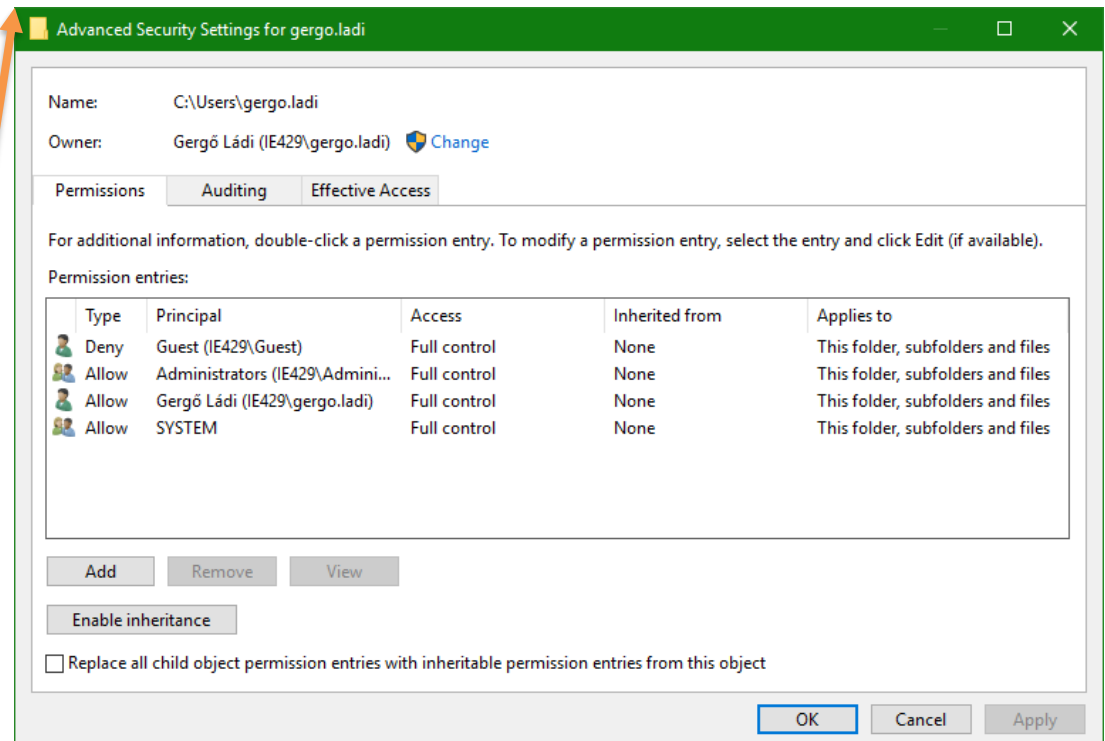 Advanced Security Settings for gergo.ladi
Name: C:\Users\gergo.ladi
Owner: Gergő Ládi (IE429\gergo.ladi) Change
Permissions Auditing Effective Access
For additional information, double-click a permission entry. To modify a permission entry, select the entry and click Edit (if available).
Permission entries:
Type Principal Access Inherited from Applies to
Deny Guest (IE429\Guest) Full control None This folder, subfolders and files
Allow Administrators (IE429\Admini... Full control None This folder, subfolders and files
Allow Gergő Ládi (IE429\gergo.ladi) Full control None This folder, subfolders and files
Allow SYSTEM Full control None This folder, subfolders and files
Add Remove View
Enable inheritance
Replace all child object permission entries with inheritable permission entries from this object
OK Cancel Apply